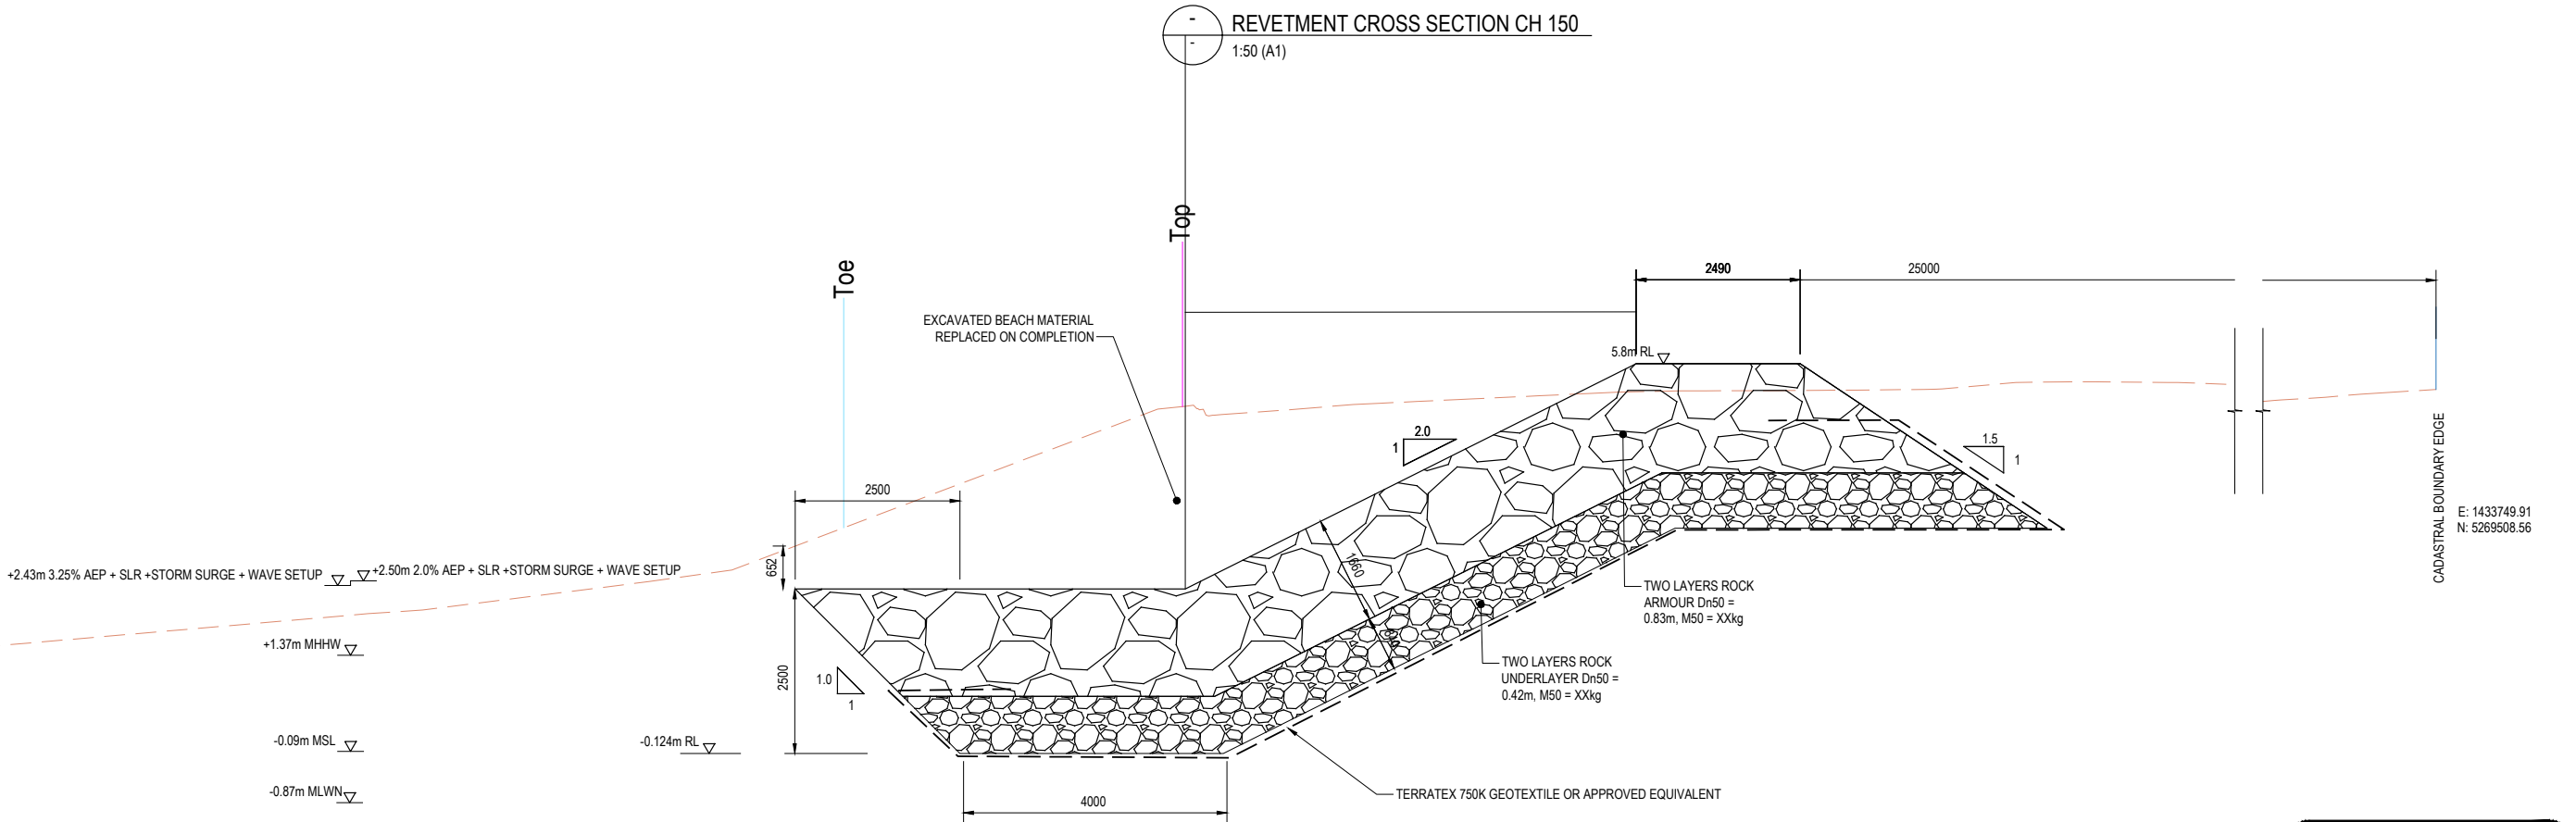 -
-
REVETMENT CROSS SECTION CH 150
1:50 (A1)
Top
Toe
2490
25000
EXCAVATED BEACH MATERIAL
REPLACED ON COMPLETION
5.8m RL
2.0
1
1.5
1
2500
CADASTRAL BOUNDARY EDGE
E: 1433749.91
N: 5269508.56
+2.43m 3.25% AEP + SLR +STORM SURGE + WAVE SETUP
+2.50m 2.0% AEP + SLR +STORM SURGE + WAVE SETUP
652
1660
TWO LAYERS ROCK
ARMOUR Dn50 =
0.83m, M50 = XXkg
+1.37m MHHW
TWO LAYERS ROCK
UNDERLAYER Dn50 =
0.42m, M50 = XXkg
2500
1.0
1
-0.09m MSL
-0.124m RL
-0.87m MLWN
4000
TERRATEX 750K GEOTEXTILE OR APPROVED EQUIVALENT